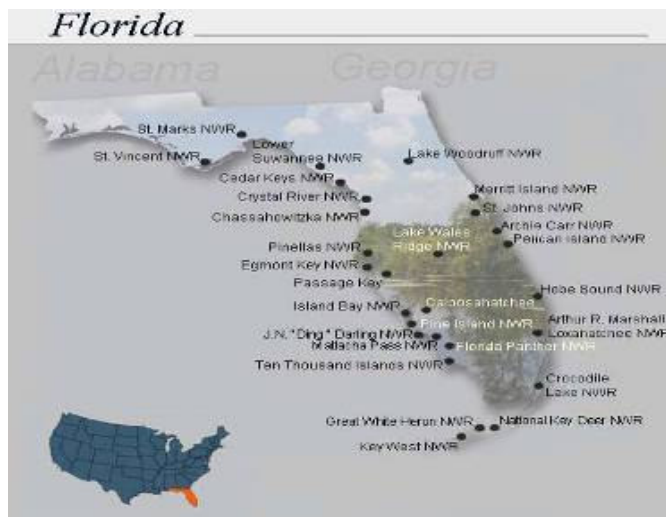 Florida
Alabama
Georgia
St. Marks NWR
Lower
Suwannee NWR
St. Vincent NWR
Lake Woodruff NWR
Cedar Keys NWR
Crystal River NWR
Merritt Island NWR
Chassahowitzka NWR
St. Johns NWR
Archie Carr NWR
Lake Wales
Ridge NWR
Pelican Island NWR
Pinellas NWR
Egmont Key NWR
Passage Key
Hobe Sound NWR
Caloosahatchee
Island Bay NWR
Arthur R. Marshall
Loxahatchee NWR
Pine Island NWR
J.N. "Ding" Darling NWR
Matlacha Pass NWR
Florida Panther NWR
Ten Thousand Islands NWR
Crocodile
Lake NWR
Great White Heron NWR
National Key Deer NWR
Key West NWR